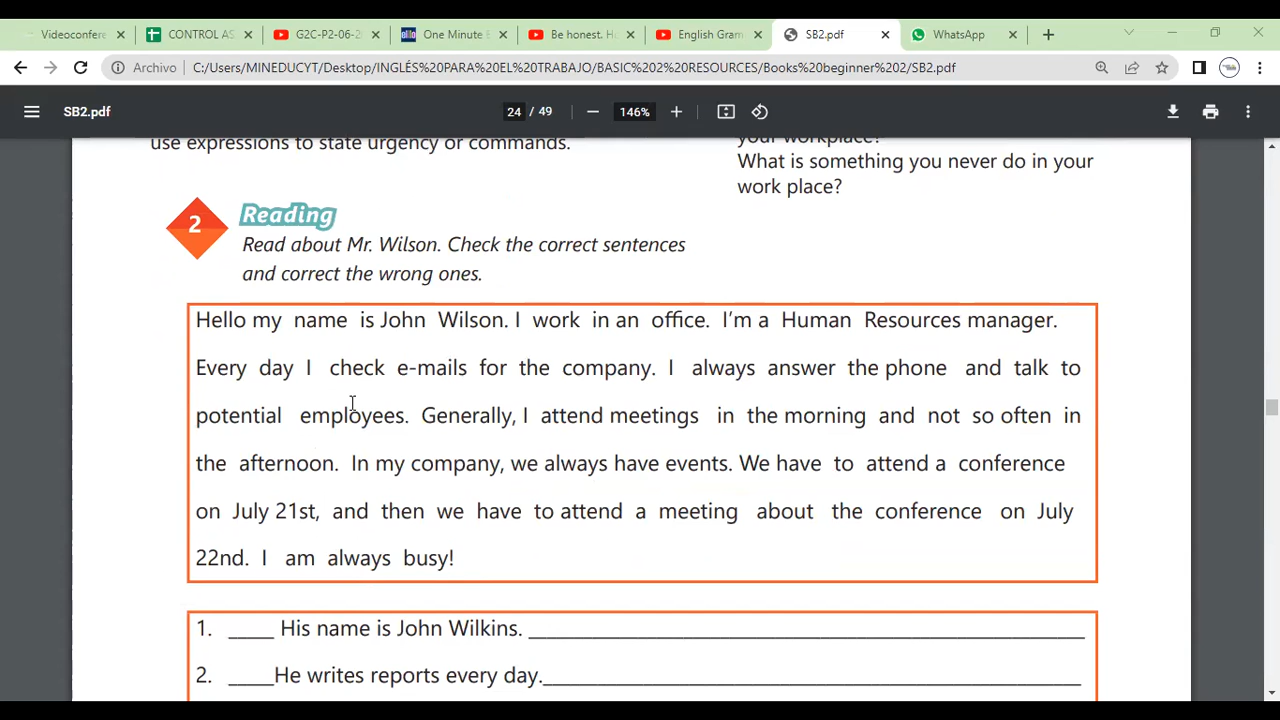 Videoconfere
CONTROL AS
G2C-P2-06-2
One Minute E
Be honest. Ho
English Gram
SB2.pdf
WhatsApp
Archivo
C:/Users/MINEDUCYT/Desktop/INGLÉS%20PARA%20EL%20TRABAJO/BASIC%202%20RESOURCES/Books%20beginner%202/SB2.pdf
SB2.pdf
24 / 49
146%
use expressions to state urgency or commands.
your workplace?
What is something you never do in your
work place?
2
Reading
Read about Mr. Wilson. Check the correct sentences
and correct the wrong ones.
Hello my name is John Wilson. I work in an office. I'm a Human Resources manager.
Every day I check e-mails for the company. I always answer the phone and talk to
potential employees. Generally, I attend meetings in the morning and not so often in
the afternoon. In my company, we always have events. We have to attend a conference
on July 21st, and then we have to attend a meeting about the conference on July
22nd. I am always busy!
1. _____ His name is John Wilkins. _____
2. _____He writes reports every day._____